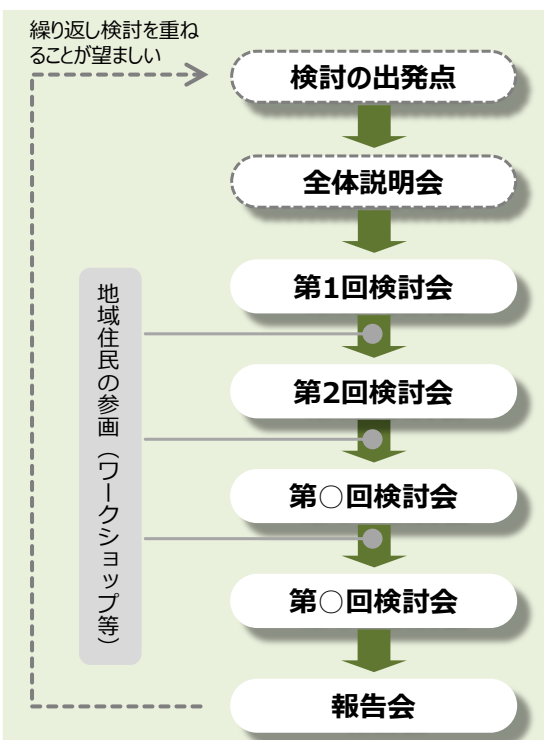 繰り返し検討を重ね
ることが望ましい
検討の出発点
全体説明会
第1回検討会
地域住民の参画（ワークショップ等）
第2回検討会
第○回検討会
第○回検討会
報告会